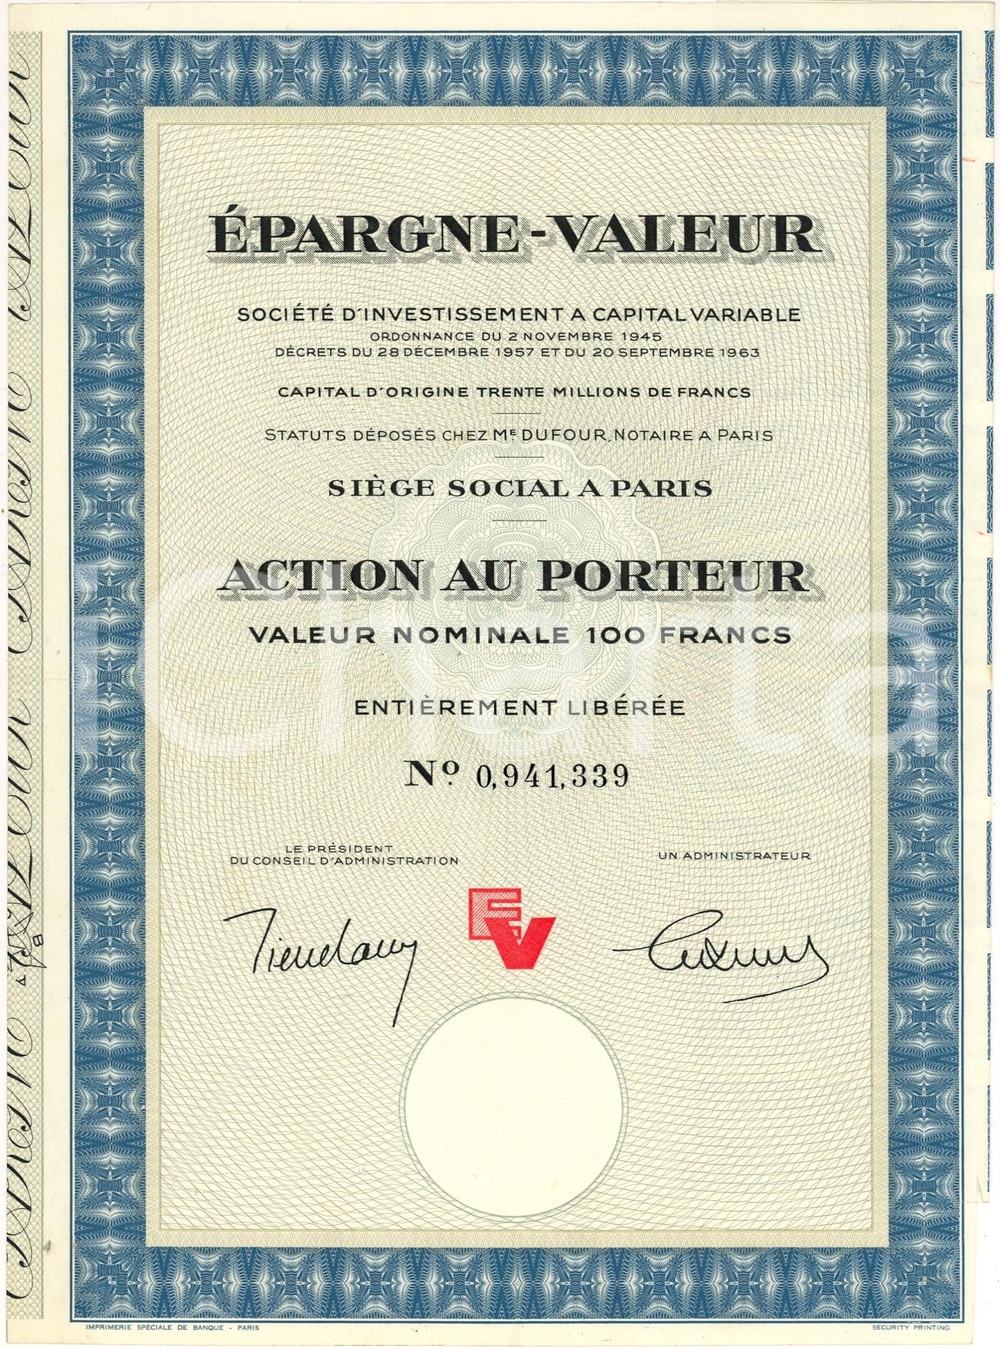 ÉPARGNE-VALEUR
SOCIÉTÉ D'INVESTISSEMENT A CAPITAL VARIABLE
ORDONNANCE DU 2 NOVEMBRE 1945
DÉCRETS DU 28 DÉCEMBRE 1957 ET DU 20 SEPTEMBRE 1963
CAPITAL D'ORIGINE TRENTE MILLIONS DE FRANCS
STATUTS DÉPOSÉS CHEZ ME DUFOUR, NOTAIRE A PARIS
SIÈGE SOCIAL A PARIS
ACTION AU PORTEUR
VALEUR NOMINALE 100 FRANCS
ENTIÈREMENT LIBÉRÉE
Nº 0,941,339
LE PRÉSIDENT
DU CONSEIL D'ADMINISTRATION
UN ADMINISTRATEUR
EV
IMPRIMERIE SPÉCIALE DE BANQUE - PARIS
SECURITY PRINTING